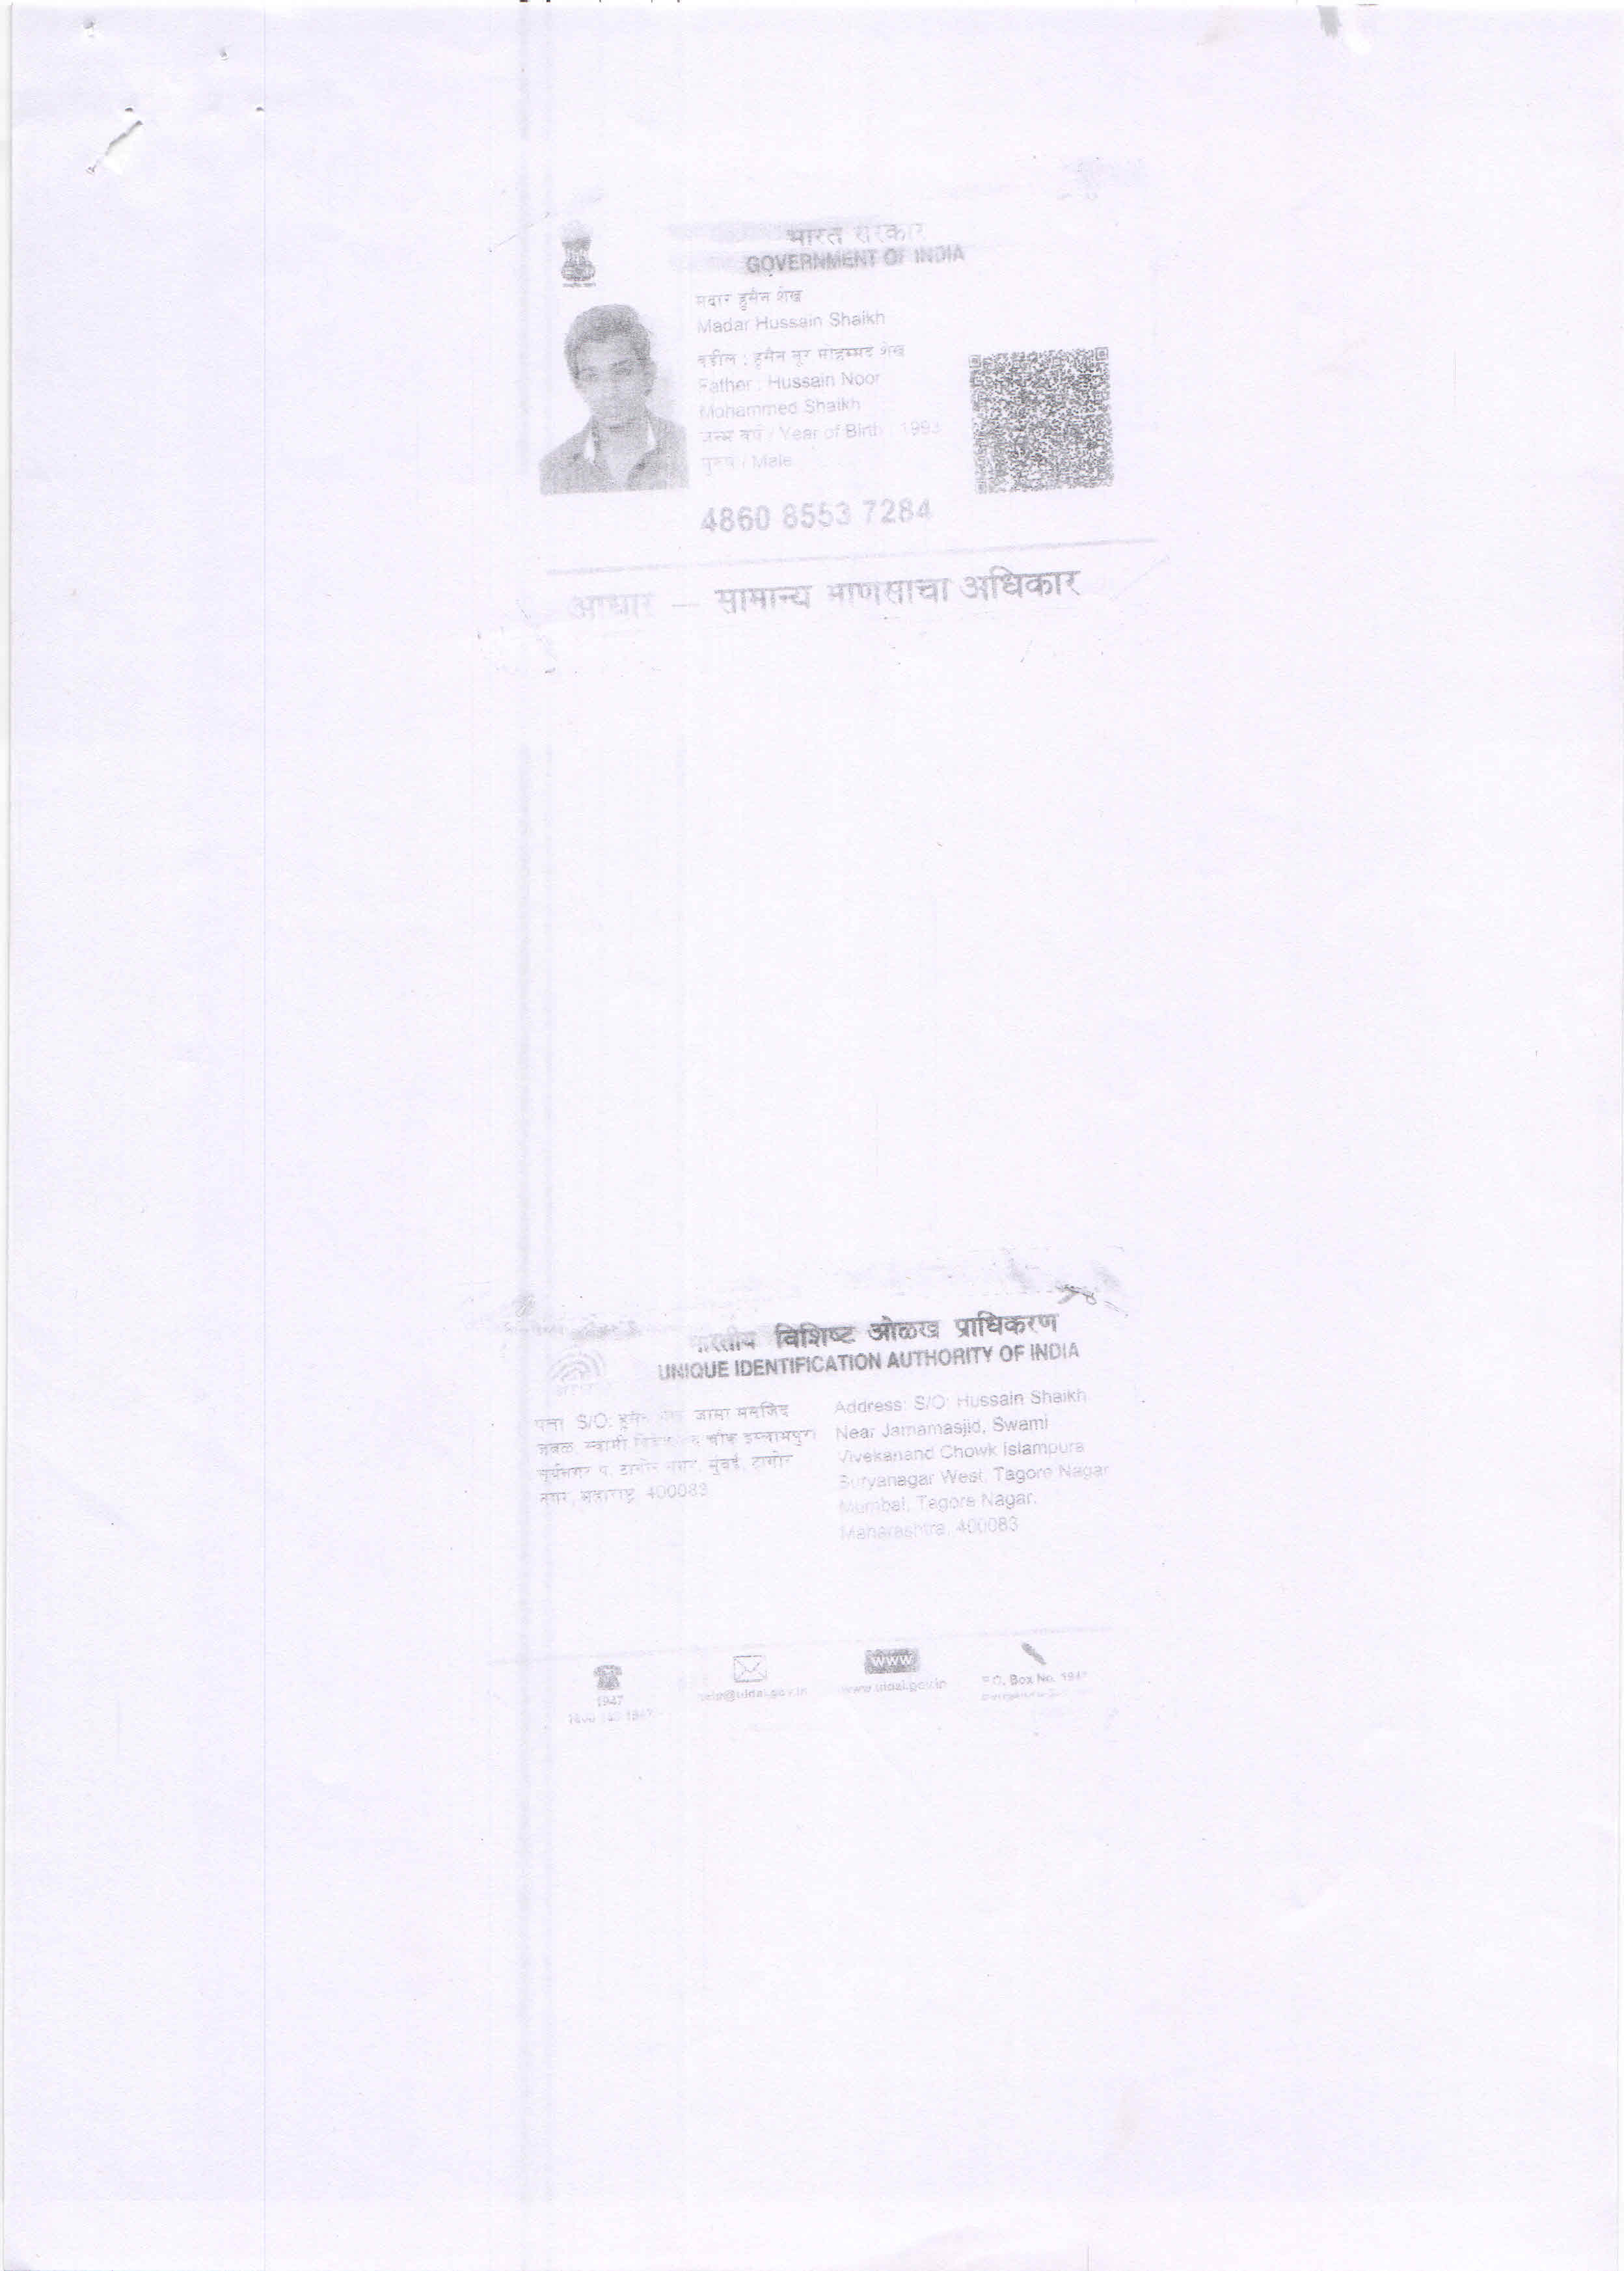 भारत सरकार
GOVERNMENT OF INDIA
मदार हुसैन शेख
Madar Hussain Shaikh
वडील : हुसैन नूर मोहम्मद शेख
Father : Hussain Noor
Mohammed Shaikh
जन्म वर्ष / Year of Birth : 1993
पुरुष / Male
4860 8553 7284
आधार — सामान्य माणसाचा अधिकार
भारतीय विशिष्ट ओळख प्राधिकरण
UNIQUE IDENTIFICATION AUTHORITY OF INDIA
पत्ता S/O: जामा मसजिद
जवळ, स्वामी चौक इस्लामपुरा
सूर्यनगर प, टागोर नगर, मुंबई, टागोर
नगर, महाराष्ट्र, 400083
Address: S/O: Hussain Shaikh
Near Jamamasjid, Swami
Vivekanand Chowk Islampura
Suryanagar West, Tagore Nagar
Mumbai, Tagore Nagar,
Maharashtra, 400083
1947
help@uidai.gov.in
www
www.uidai.gov.in
P.O. Box No. 1947